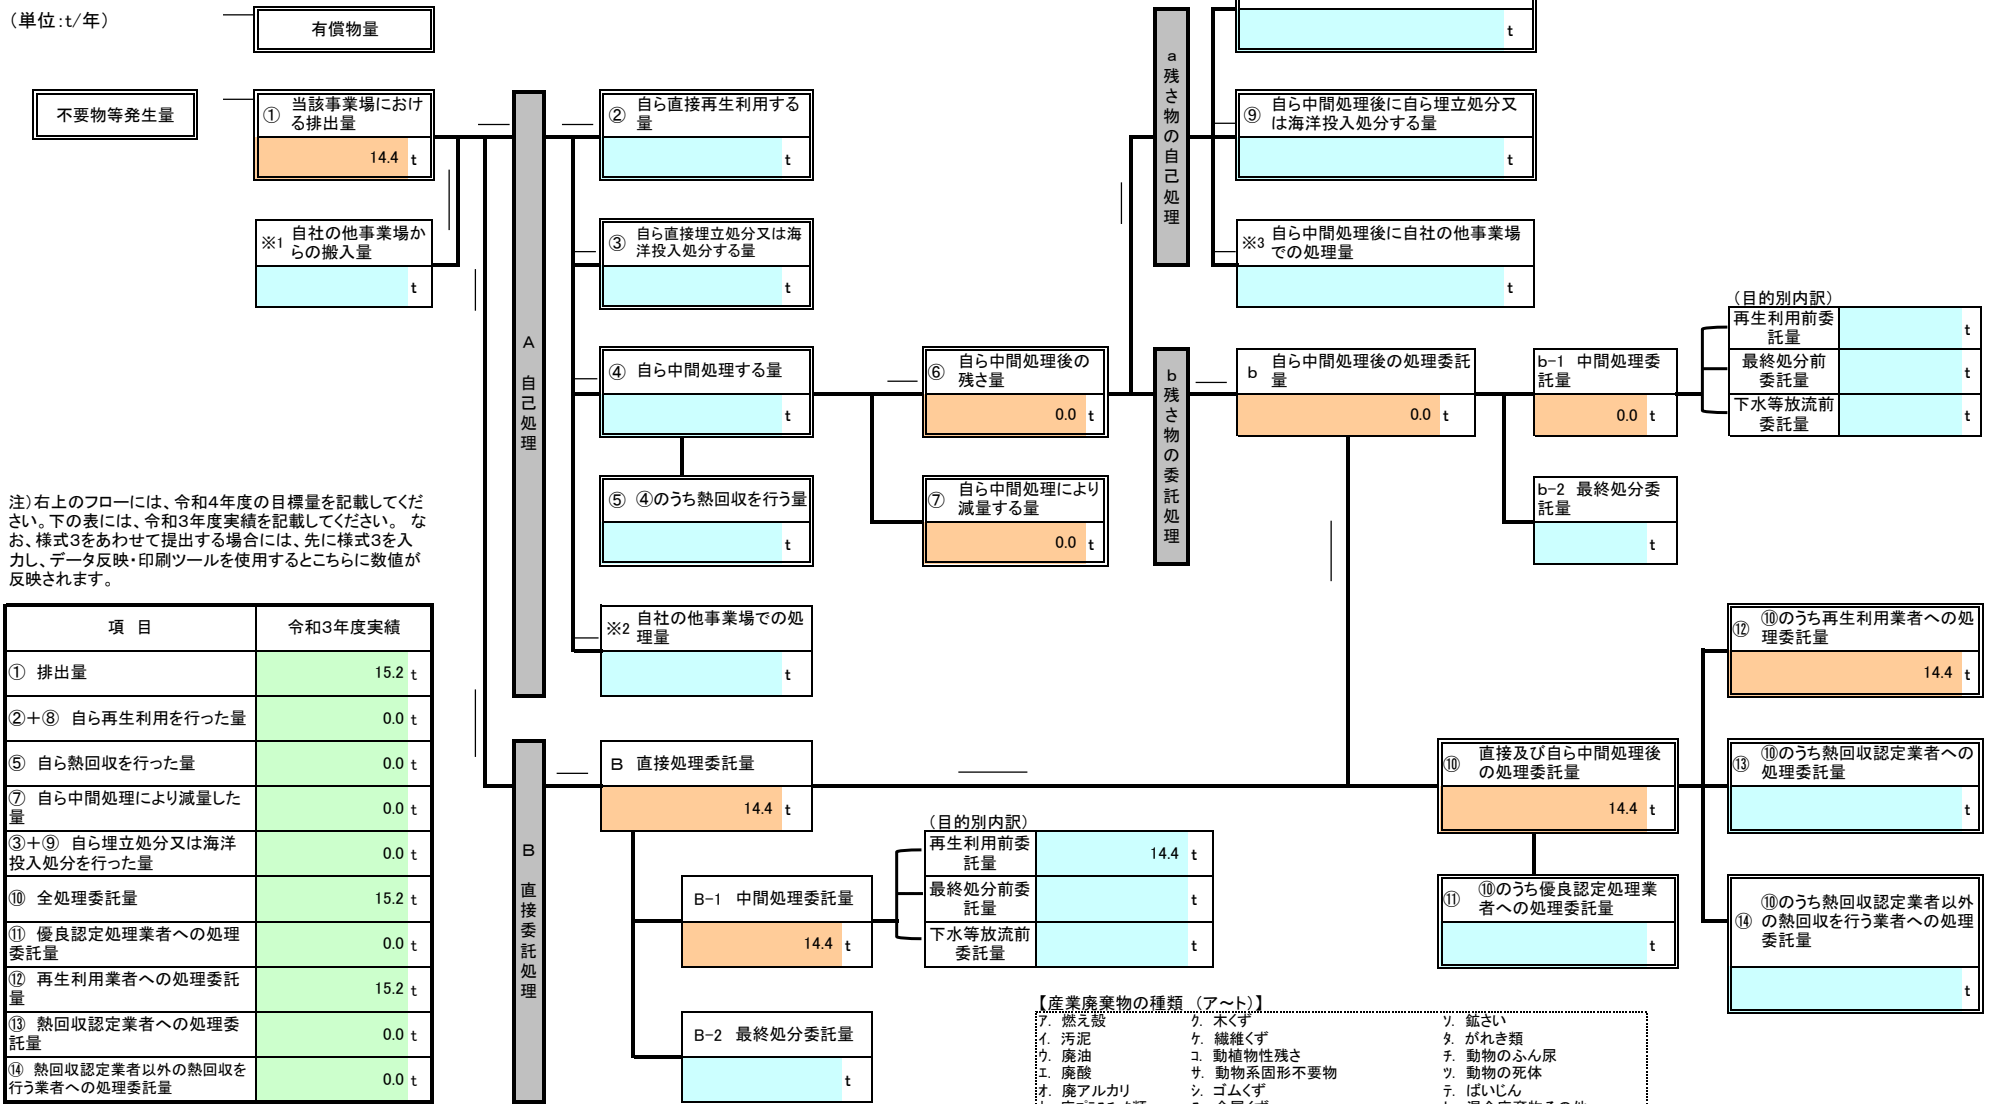 （単位：t/年）
有償物量
不要物等発生量
① 当該事業場におけ
る排出量
14.4 t
※1 自社の他事業場か
らの搬入量
t
A 自己処理
② 自ら直接再生利用する
量
t
③ 自ら直接埋立処分又は海
洋投入処分する量
t
④ 自ら中間処理する量
t
⑤ ④のうち熱回収を行う量
t
※2 自社の他事業場での処
理量
t
⑥ 自ら中間処理後の
残さ量
0.0 t
⑦ 自ら中間処理により
減量する量
0.0 t
a 残さ物の自己処理
t
⑨ 自ら中間処理後に自ら埋立処分又
は海洋投入処分する量
t
※3 自ら中間処理後に自社の他事業場
での処理量
t
b 残さ物の委託処理
b 自ら中間処理後の処理委託
量
0.0 t
b-1 中間処理委
託量
0.0 t
（目的別内訳）
再生利用前委
託量
t
最終処分前
委託量
t
下水等放流前
委託量
t
b-2 最終処分委
託量
t
注）右上のフローには、令和4年度の目標量を記載してくだ
さい。下の表には、令和3年度実績を記載してください。 な
お、様式3をあわせて提出する場合には、先に様式3を入
力し、データ反映・印刷ツールを使用するとこちらに数値が
反映されます。
項 目 令和3年度実績
① 排出量 15.2 t
②＋⑧ 自ら再生利用を行った量 0.0 t
⑤ 自ら熱回収を行った量 0.0 t
⑦ 自ら中間処理により減量した
量 0.0 t
③＋⑨ 自ら埋立処分又は海洋
投入処分を行った量 0.0 t
⑩ 全処理委託量 15.2 t
⑪ 優良認定処理業者への処理
委託量 0.0 t
⑫ 再生利用業者への処理委託
量 15.2 t
⑬ 熱回収認定業者への処理委
託量 0.0 t
⑭ 熱回収認定業者以外の熱回収を
行う業者への処理委託量 0.0 t
B 直接委託処理
B 直接処理委託量
14.4 t
B-1 中間処理委託量
14.4 t
（目的別内訳）
再生利用前委
託量
14.4 t
最終処分前委
託量
t
下水等放流前
委託量
t
B-2 最終処分委託量
t
⑩ 直接及び自ら中間処理後
の処理委託量
14.4 t
⑪ ⑩のうち優良認定処理業
者への処理委託量
t
⑫ ⑩のうち再生利用業者への処
理委託量
14.4 t
⑬ ⑩のうち熱回収認定業者への
処理委託量
t
⑭ ⑩のうち熱回収認定業者以外
の熱回収を行う業者への処理
委託量
t
【産業廃棄物の種類 （ア～ト）】
ア. 燃え殻 ク. 木くず ソ. 鉱さい
イ. 汚泥 ケ. 繊維くず タ. がれき類
ウ. 廃油 コ. 動植物性残さ チ. 動物のふん尿
エ. 廃酸 サ. 動物系固形不要物 ツ. 動物の死体
オ. 廃アルカリ シ. ゴムくず テ. ばいじん